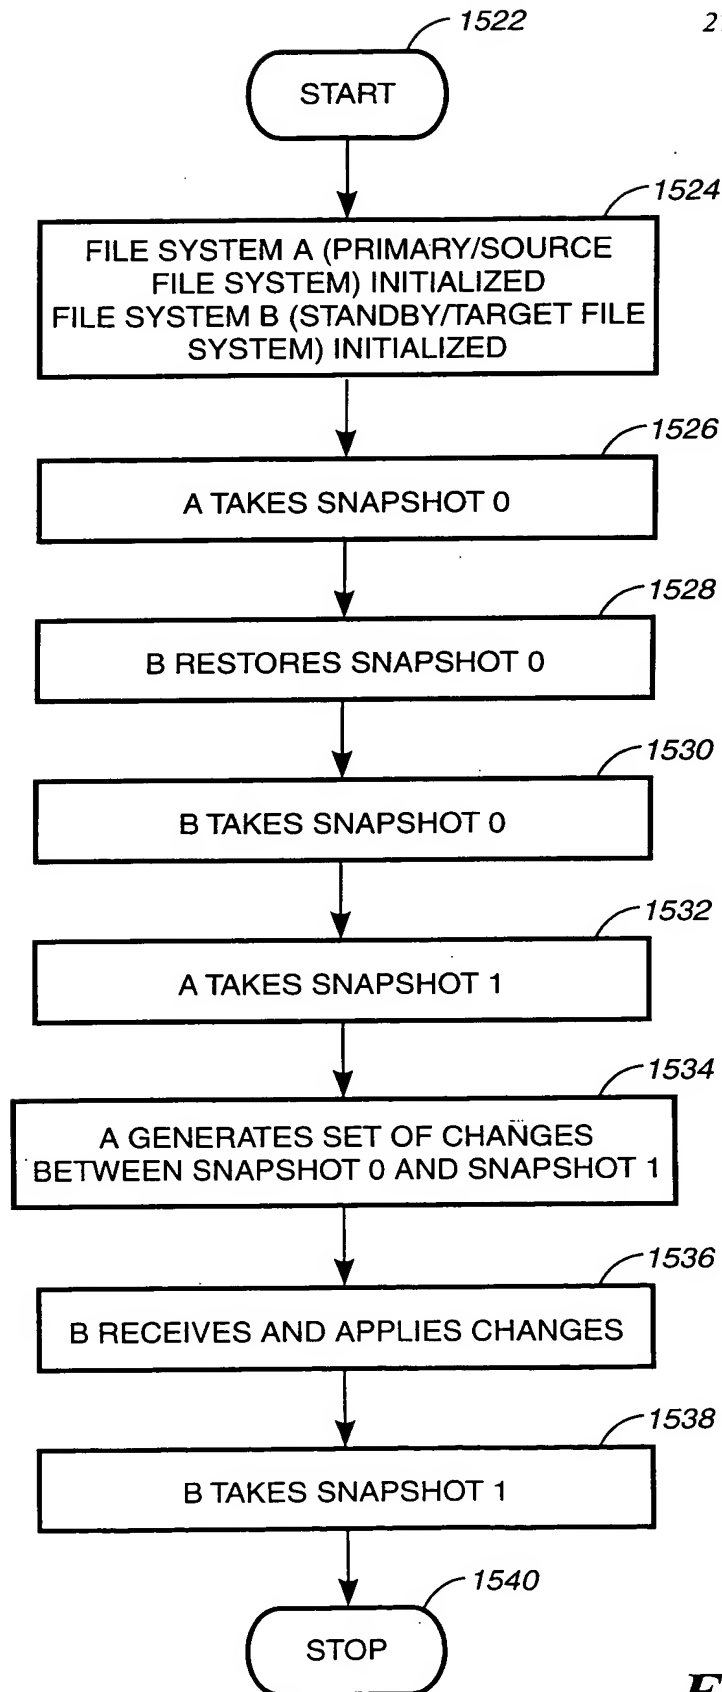 1522
START
1524
FILE SYSTEM A (PRIMARY/SOURCE
FILE SYSTEM) INITIALIZED
FILE SYSTEM B (STANDBY/TARGET FILE
SYSTEM) INITIALIZED
1526
A TAKES SNAPSHOT 0
1528
B RESTORES SNAPSHOT 0
1530
B TAKES SNAPSHOT 0
1532
A TAKES SNAPSHOT 1
1534
A GENERATES SET OF CHANGES
BETWEEN SNAPSHOT 0 AND SNAPSHOT 1
1536
B RECEIVES AND APPLIES CHANGES
1538
B TAKES SNAPSHOT 1
1540
STOP